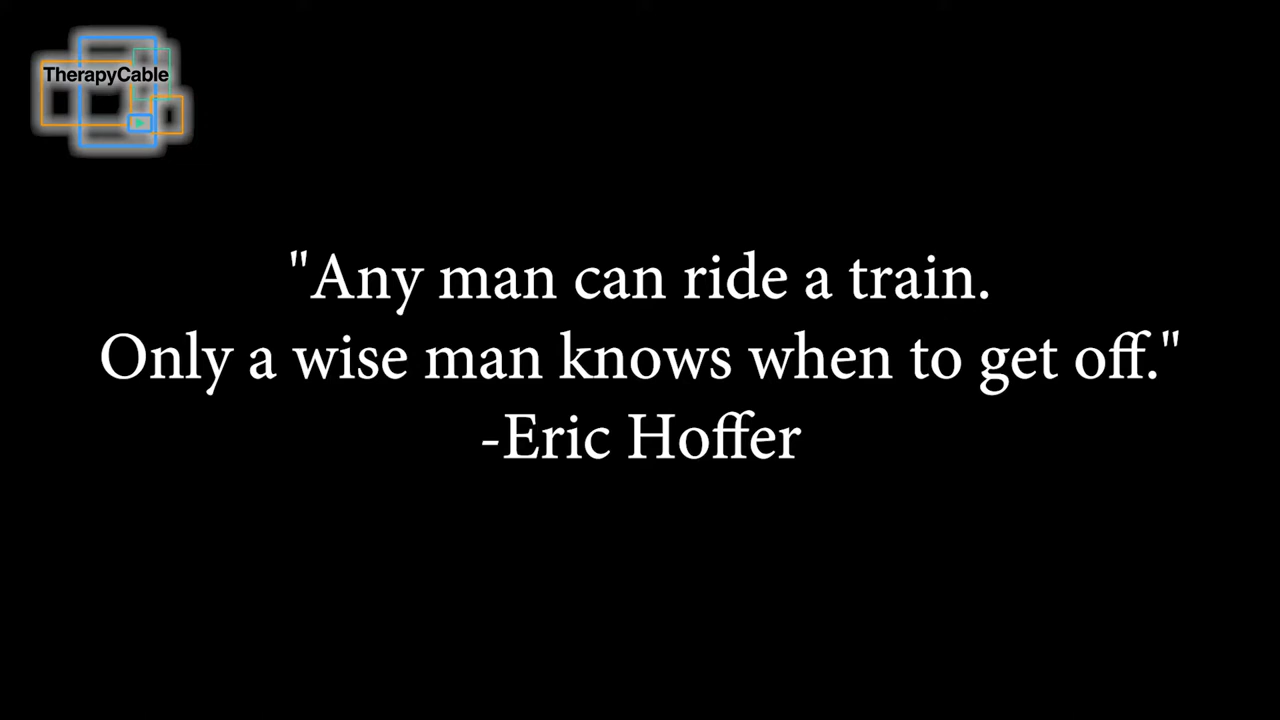 TherapyCable
"Any man can ride a train.
Only a wise man knows when to get off."
-Eric Hoffer